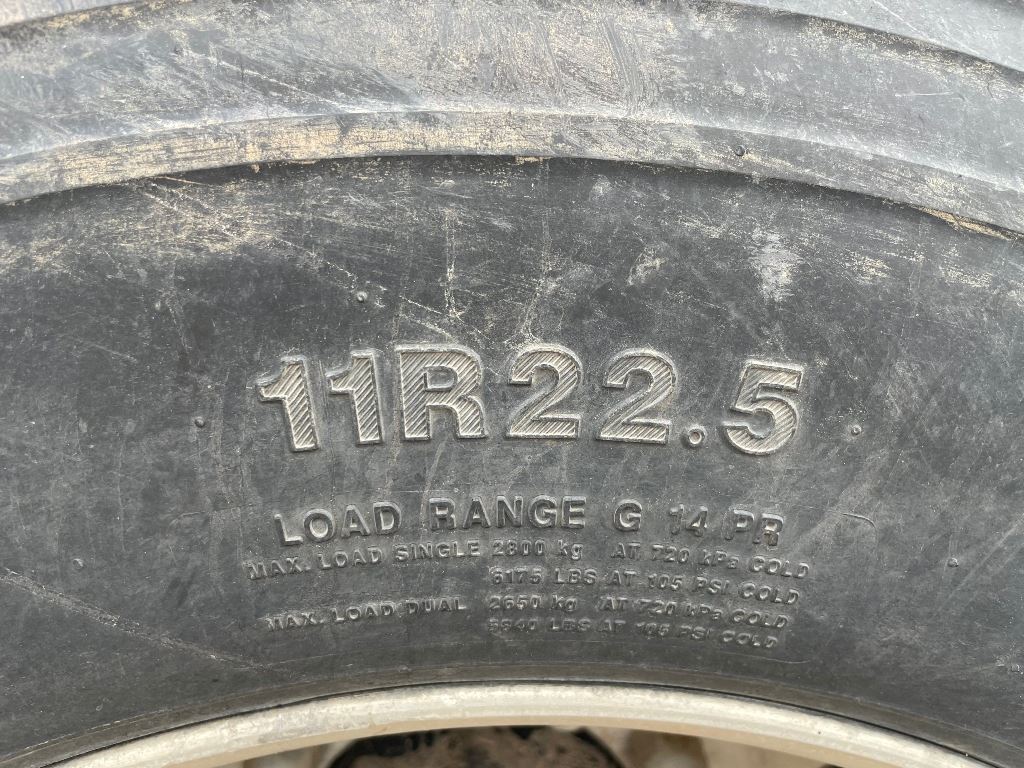 11R22.5
LOAD RANGE G 14 PR
MAX. LOAD SINGLE 2800 kg AT 720 kPa COLD
6175 LBS AT 105 PSI COLD
MAX. LOAD DUAL 2650 kg AT 720 kPa COLD
5840 LBS AT 105 PSI COLD